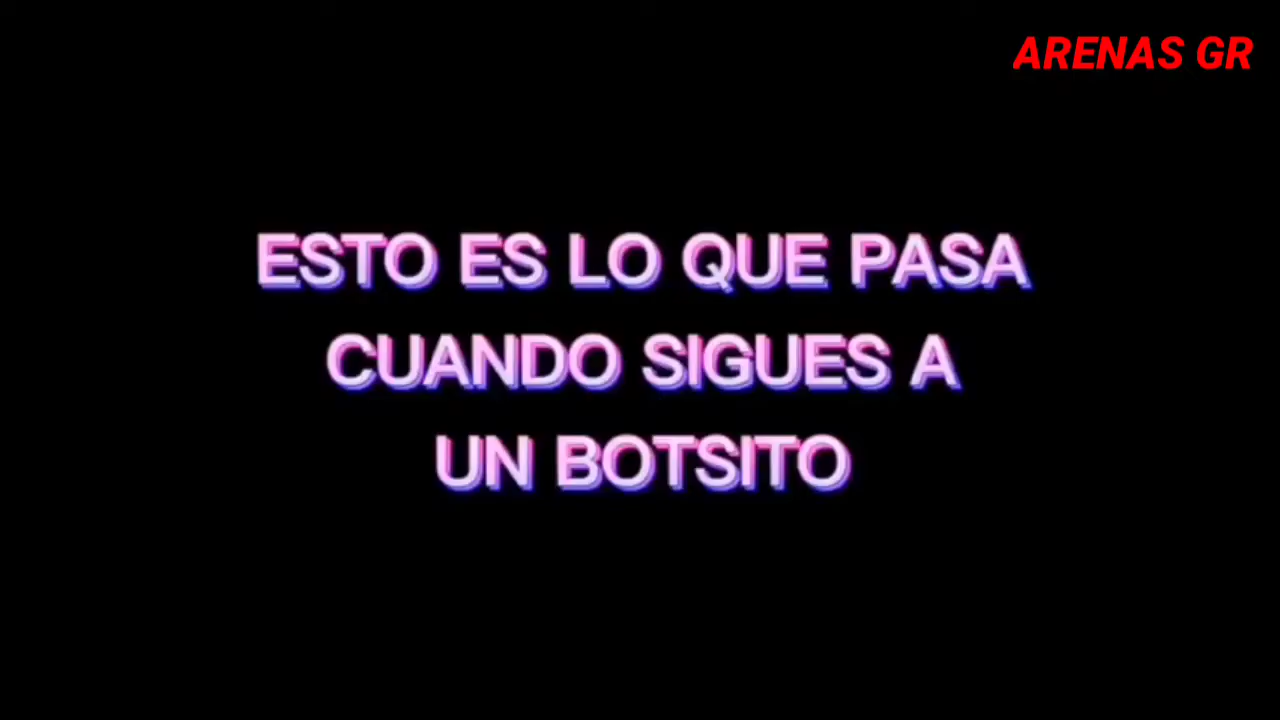 ARENAS GR
ESTO ES LO QUE PASA
CUANDO SIGUES A
UN BOTSITO